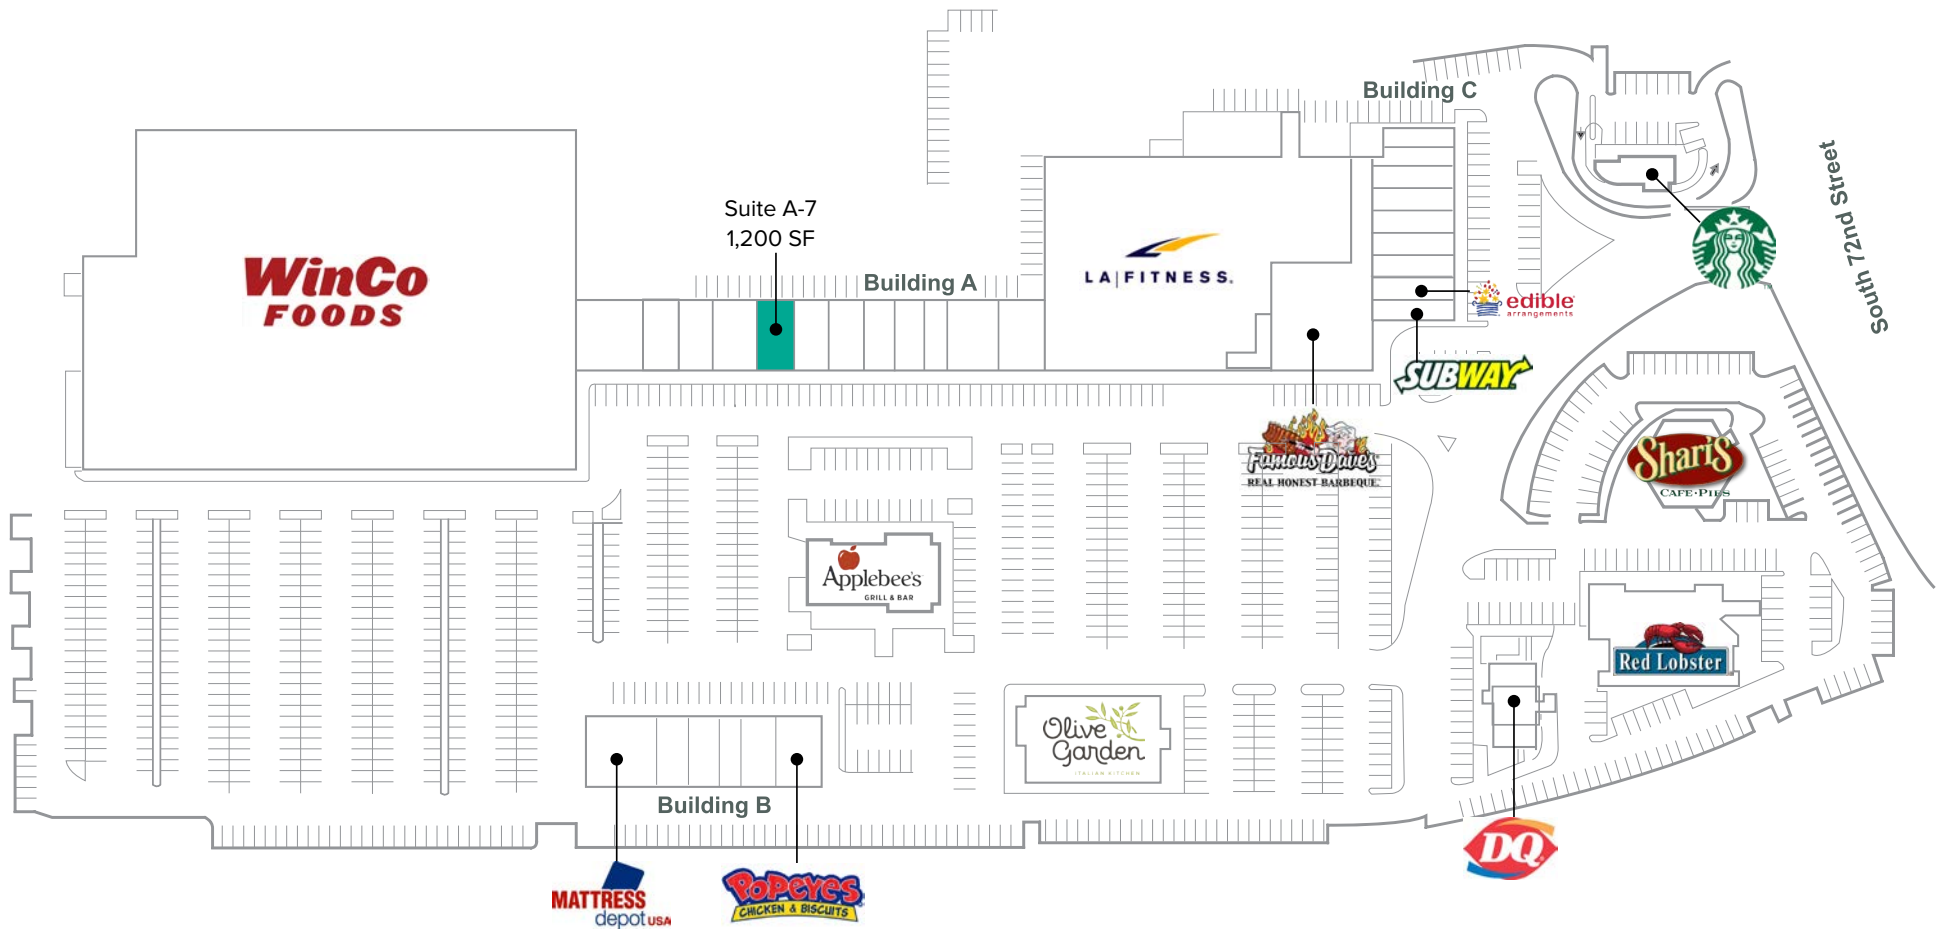 Building C
South 72nd Street
Suite A-7
1,200 SF
WinCo
FOODS
Building A
LA|FITNESS.
edible
arrangements
SUBWAY
Famous Dave's
REAL HONEST BARBEQUE
Shari's
CAFE•PIES
Applebee's
GRILL & BAR
Red Lobster
Olive
Garden
ITALIAN KITCHEN
Building B
DQ
MATTRESS
depot USA
POPEYES
CHICKEN & BISCUITS